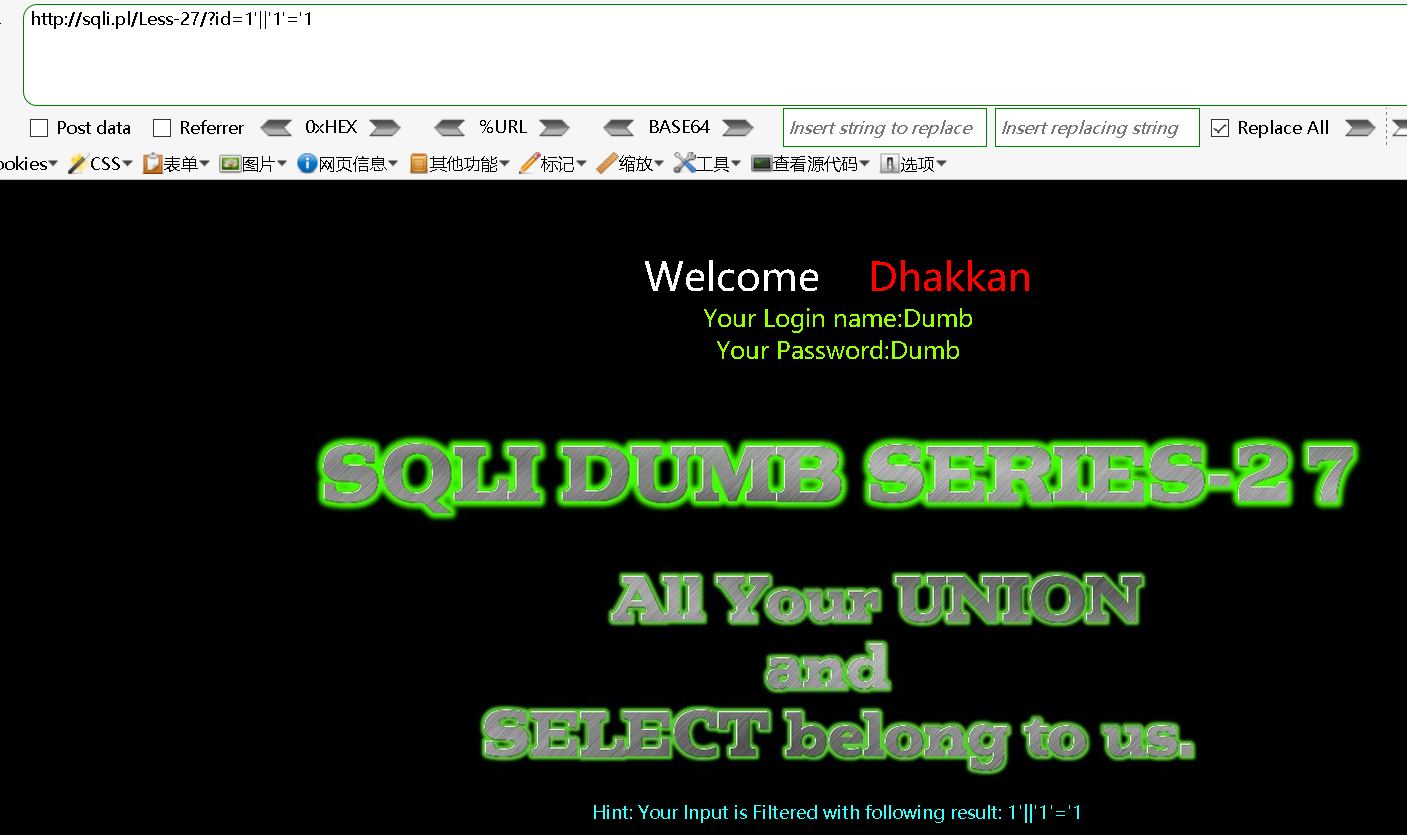 http://sqli.pl/Less-27/?id=1'||'1'='1
Post data Referrer 0xHEX %URL BASE64 Insert string to replace Insert replacing string Replace All
ookies CSS 表单 图片 网页信息 其他功能 标记 缩放 工具 查看源代码 选项
Welcome Dhakkan
Your Login name:Dumb
Your Password:Dumb
SQLI DUMB SERIES-27
All Your UNION
and
SELECT belong to us.
Hint: Your Input is Filtered with following result: 1'||'1'='1